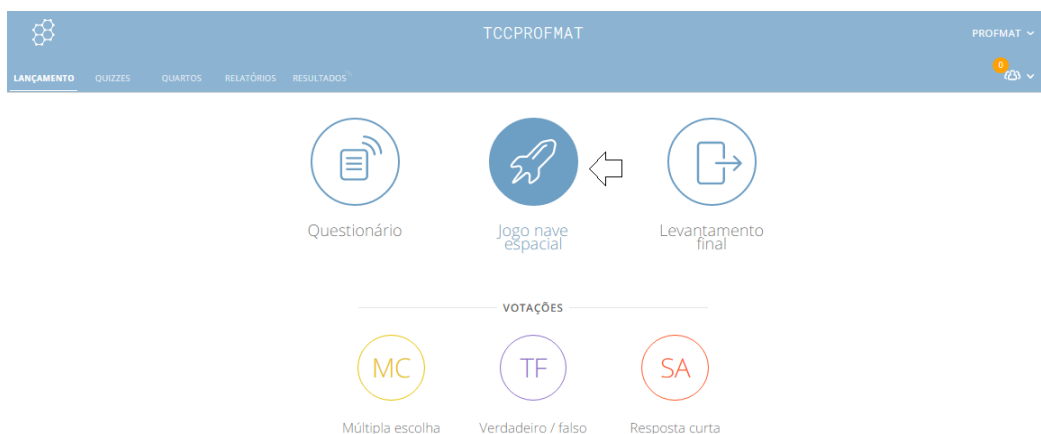 TCCPROFMAT
PROFMAT
LANÇAMENTO QUIZZES QUARTOS RELATÓRIOS RESULTADOS
0
Questionário
Jogo nave
espacial
Levantamento
final
VOTAÇÕES
MC TF SA
Múltipla escolha Verdadeiro / falso Resposta curta